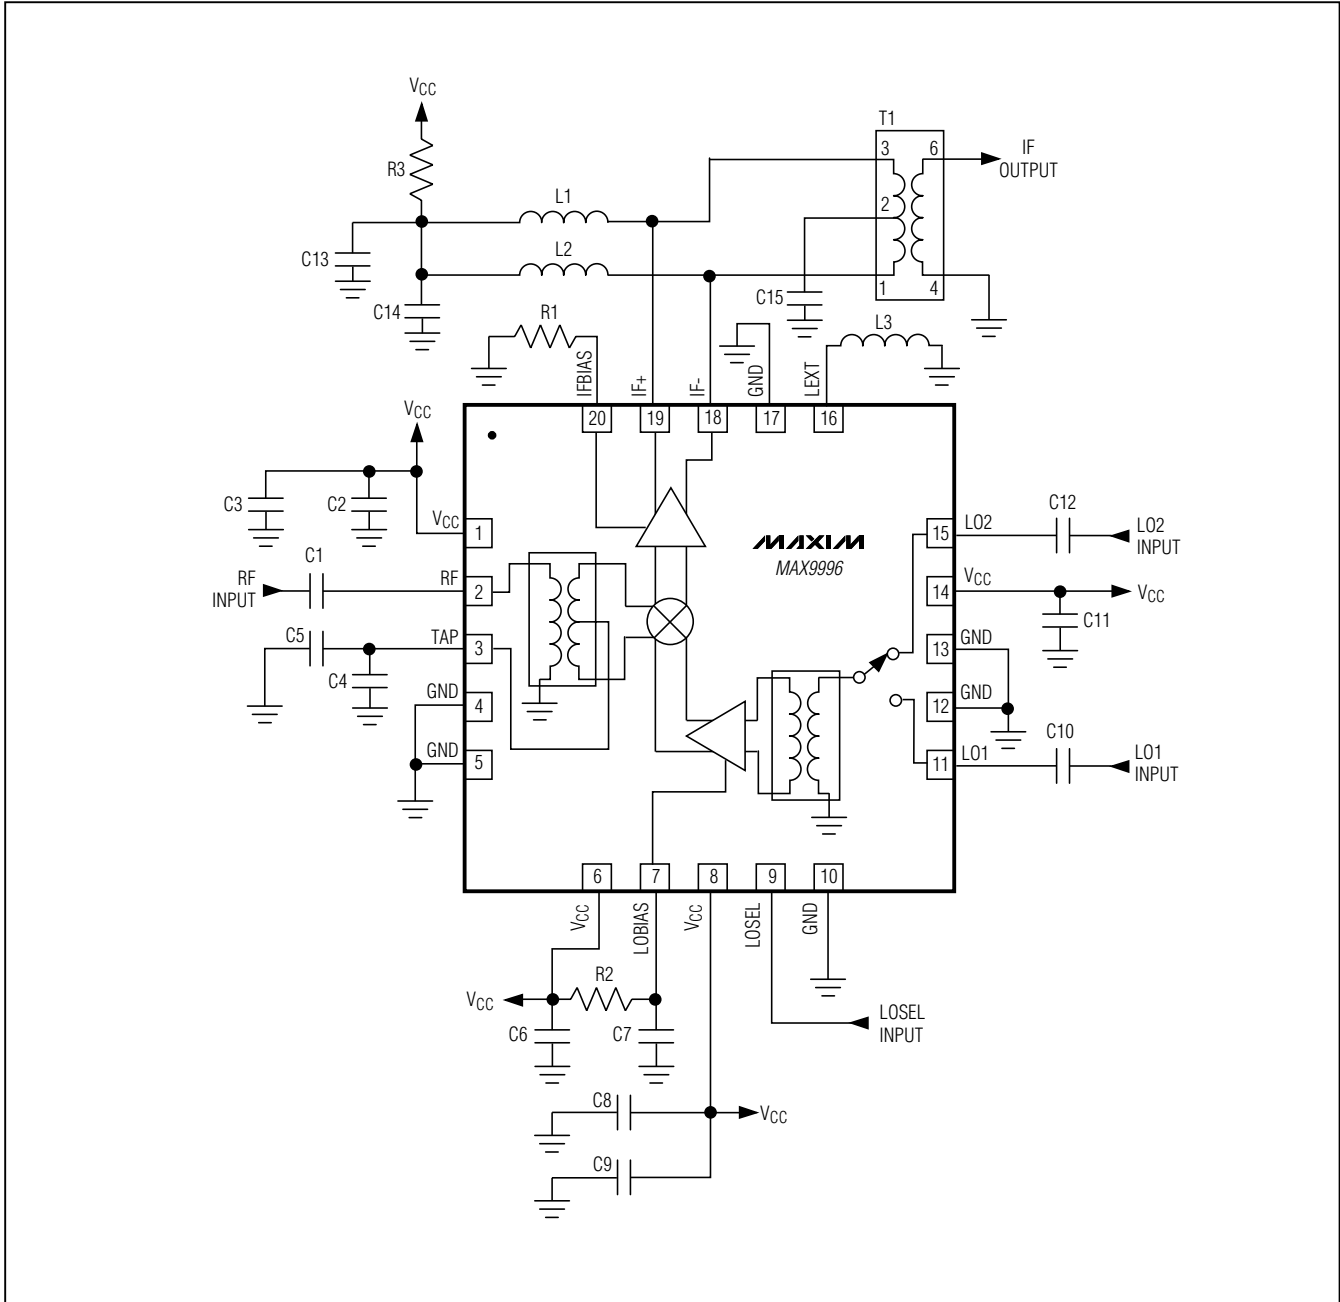 VCC
T1
R3
3
6
IF
OUTPUT
L1
2
L2
C13
C15
1
4
C14
R1
L3
IFBIAS
IF+
IF-
GND
LEXT
20
19
18
17
16
VCC
C3
C2
VCC
1
C12
LO2
INPUT
15
LO2
MAXIM
MAX9996
C1
RF
INPUT
RF
2
14
VCC
VCC
C11
C5
TAP
3
13
GND
C4
GND
4
12
GND
GND
5
C10
11
LO1
LO1
INPUT
6
7
8
9
10
VCC
LOBIAS
VCC
LOSEL
GND
R2
VCC
C6
C7
LOSEL
INPUT
C8
VCC
C9